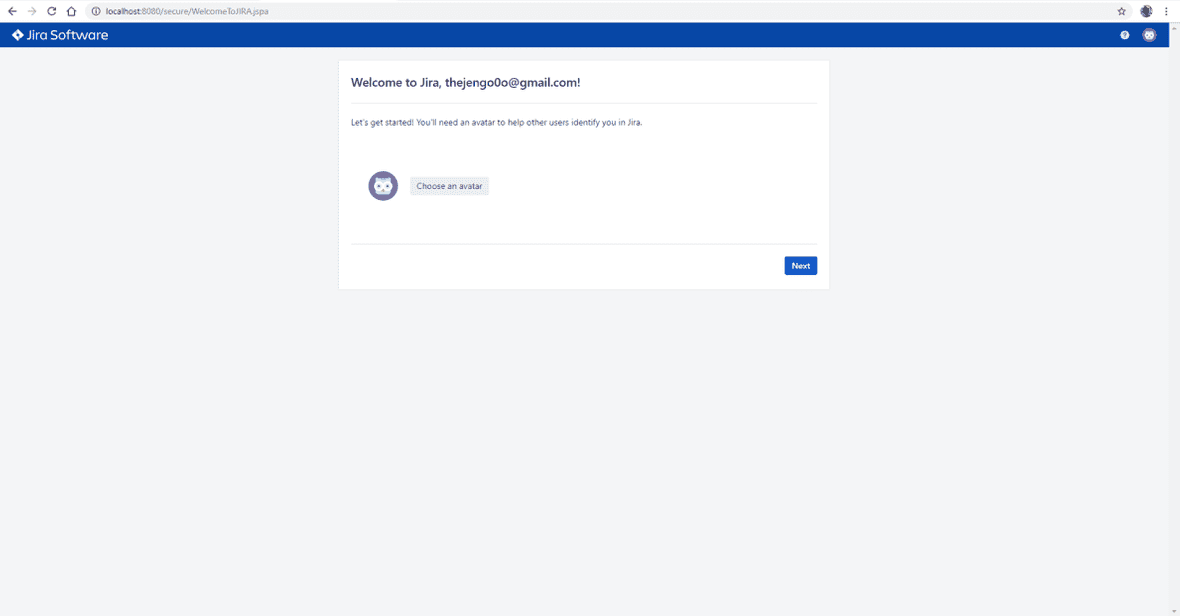 localhost:8080/secure/WelcomeToJIRA.jspa
Jira Software
Welcome to Jira, thejengo0o@gmail.com!
Let's get started! You'll need an avatar to help other users identify you in Jira.
Choose an avatar
Next